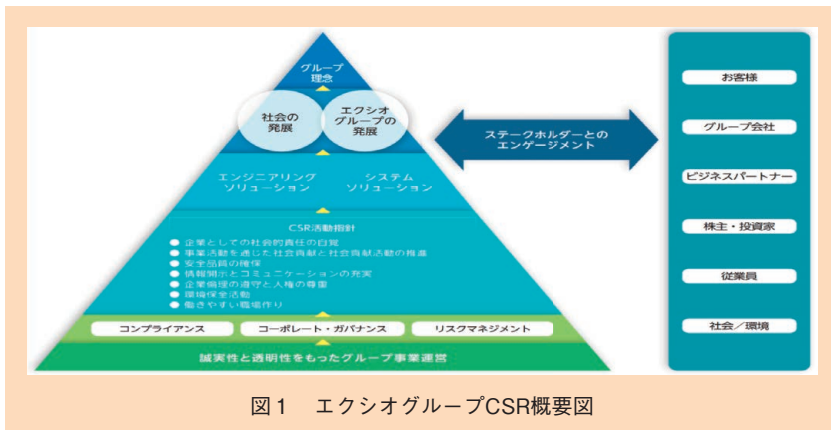 グループ
理念
社会の
発展
エクシオ
グループの
発展
エンジニアリング
ソリューション
システム
ソリューション
CSR活動指針
● 企業としての社会的責任の自覚
● 事業活動を通じた社会貢献と社会貢献活動の推進
● 安全品質の確保
● 情報開示とコミュニケーションの充実
● 企業倫理の遵守と人権の尊重
● 環境保全活動
● 働きやすい職場作り
コンプライアンス
コーポレート・ガバナンス
リスクマネジメント
誠実性と透明性をもったグループ事業運営
ステークホルダーとの
エンゲージメント
お客様
グループ会社
ビジネスパートナー
株主・投資家
従業員
社会／環境
図1　エクシオグループCSR概要図